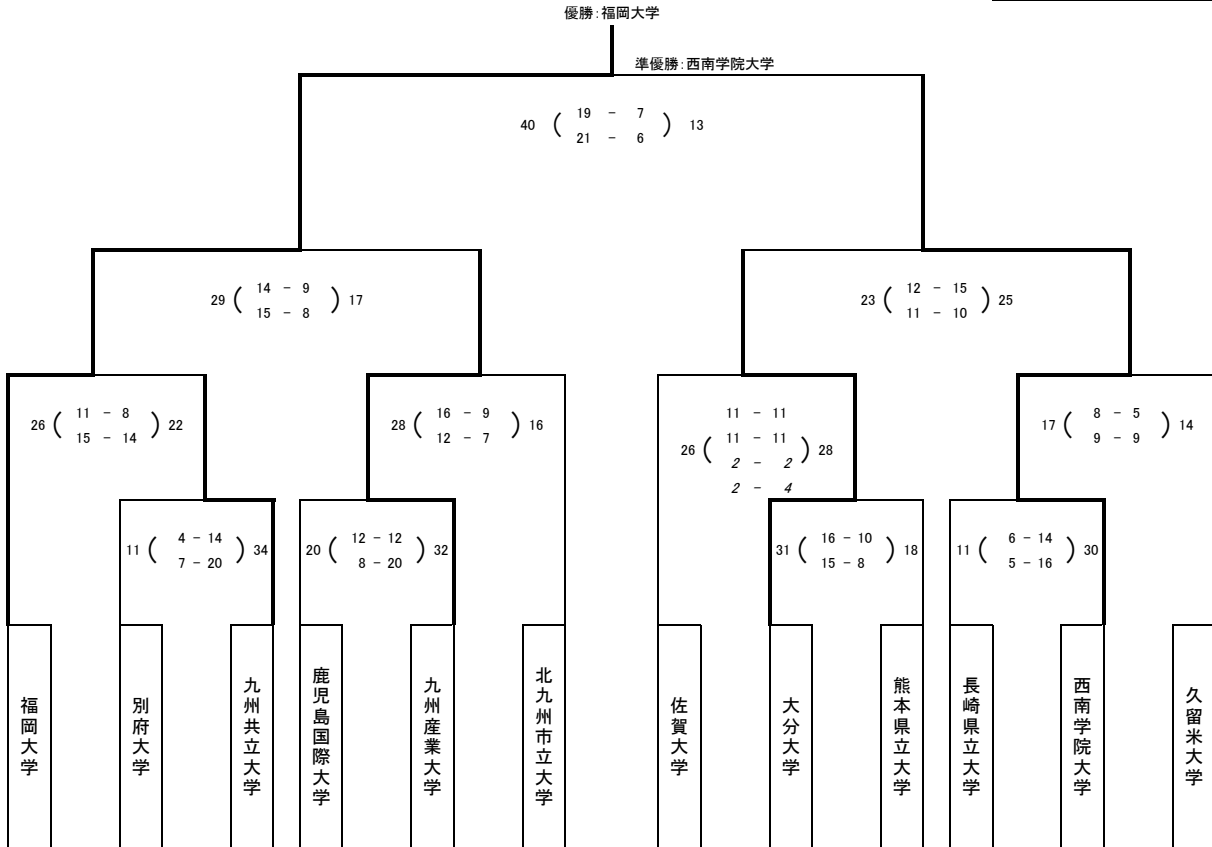 優勝：福岡大学
準優勝：西南学院大学
19 － 7
40 ( ) 13
21 － 6
14 － 9
29 ( ) 17
15 － 8
12 － 15
23 ( ) 25
11 － 10
11 － 8
26 ( ) 22
15 － 14
16 － 9
28 ( ) 16
12 － 7
11 － 11
11 － 11
26 ( ) 28
2 － 2
2 － 4
8 － 5
17 ( ) 14
9 － 9
4 － 14
11 ( ) 34
7 － 20
12 － 12
20 ( ) 32
8 － 20
16 － 10
31 ( ) 18
15 － 8
6 － 14
11 ( ) 30
5 － 16
福岡大学
別府大学
九州共立大学
鹿児島国際大学
九州産業大学
北九州市立大学
佐賀大学
大分大学
熊本県立大学
長崎県立大学
西南学院大学
久留米大学